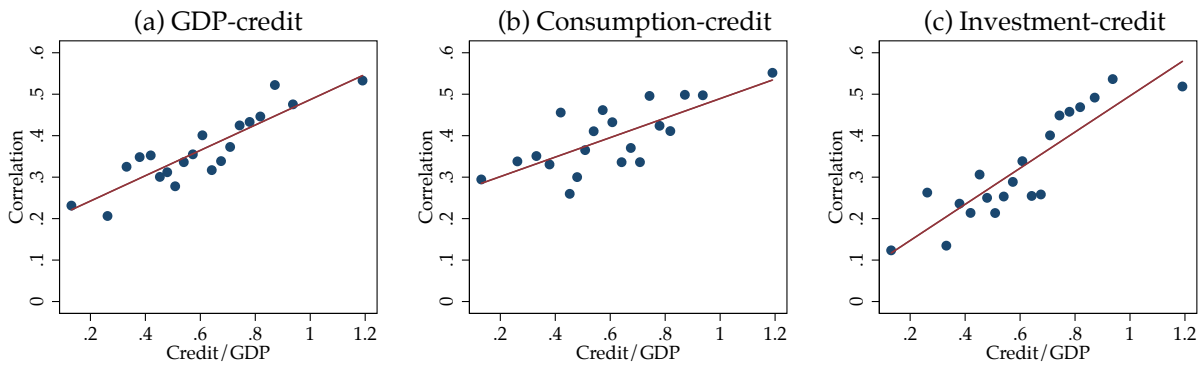 (a) GDP-credit
Correlation
.6
.5
.4
.3
.2
.1
0
.2 .4 .6 .8 1 1.2
Credit/GDP
(b) Consumption-credit
Correlation
.6
.5
.4
.3
.2
.1
0
.2 .4 .6 .8 1 1.2
Credit/GDP
(c) Investment-credit
Correlation
.6
.5
.4
.3
.2
.1
0
.2 .4 .6 .8 1 1.2
Credit/GDP